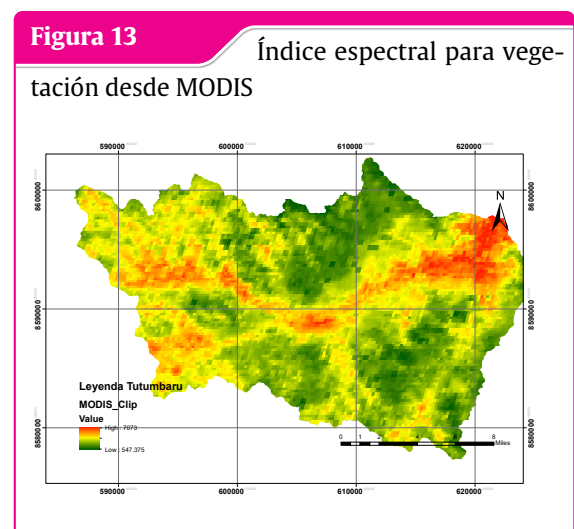 Figura 13
Índice espectral para vege-
tación desde MODIS
590000 600000 610000 620000
N
8600000 8600000
8590000 8590000
8580000 8580000
Leyenda Tutumbaru
MODIS_Clip
Value
High : 7073
Low : 547.375
0 1 2 4 6 8
Miles
590000 600000 610000 620000